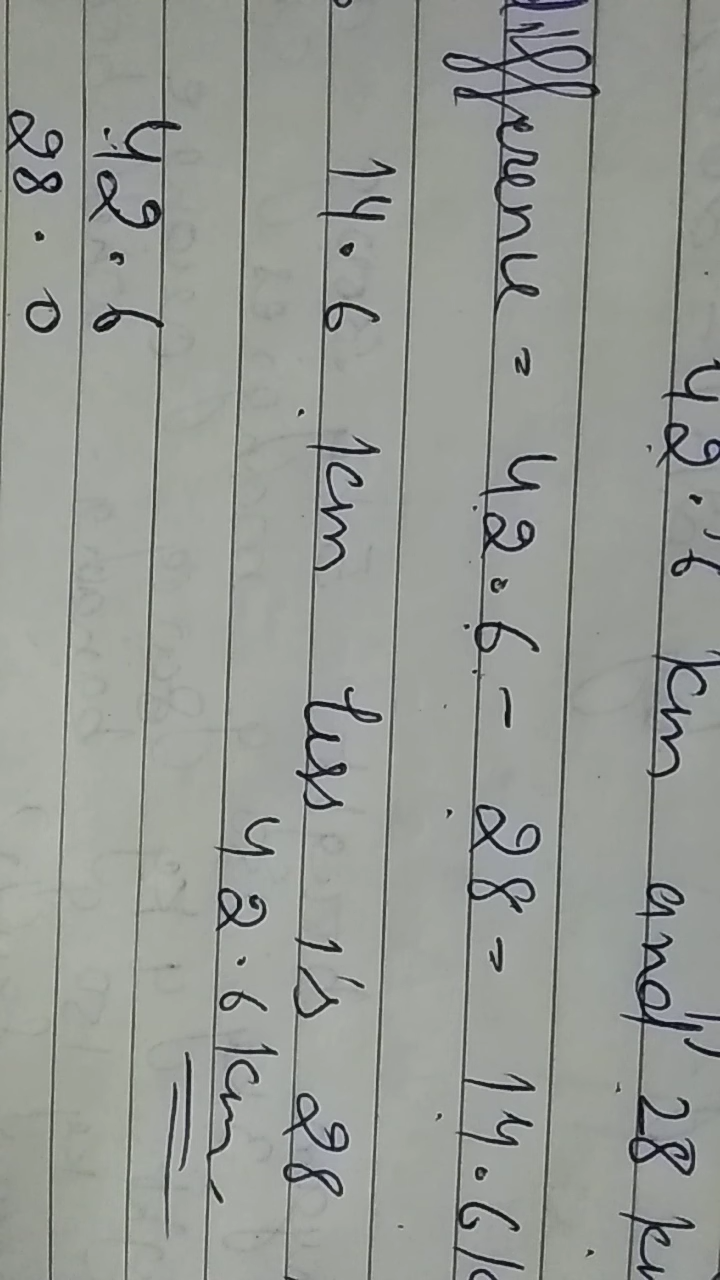 42.6 km and 28 km
Difference = 42.6 - 28 = 14.6 k
14.6 km less is 28
42.6 km
42.6
28.0